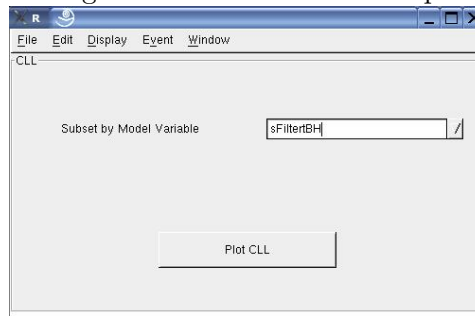 R
File Edit Display Event Window
CLL
Subset by Model Variable sFiltertBH
Plot CLL